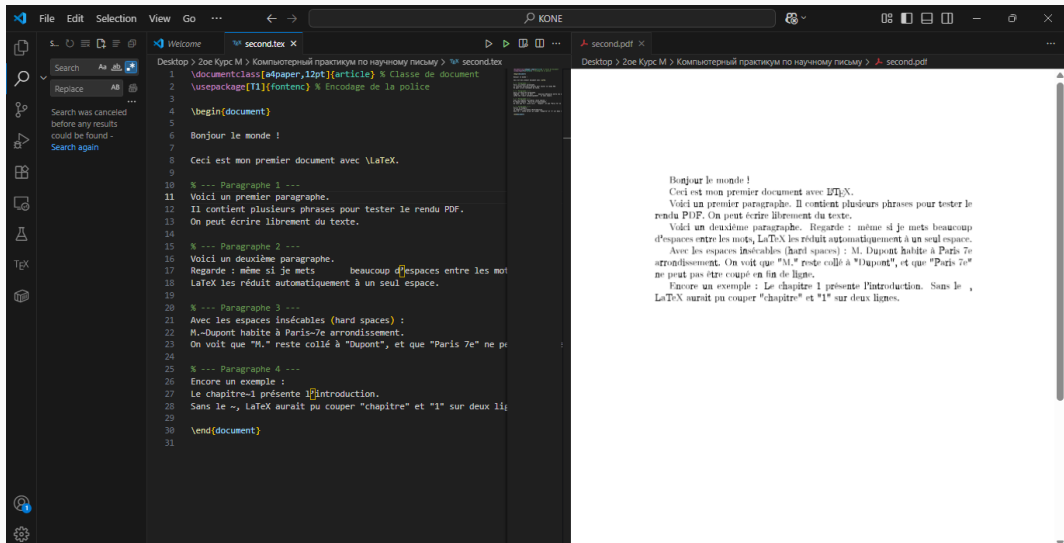 File Edit Selection View Go ··· ← → KONE
S...
Search Aa ab .*
Replace AB
···
Search was canceled
before any results
could be found -
Search again
Welcome
TEX second.tex ×
Desktop > 2ое Курс М > Компьютерный практикум по научному письму > TEX second.tex
1 \documentclass[a4paper,12pt]{article} % Classe de document
2 \usepackage[T1]{fontenc} % Encodage de la police
3
4 \begin{document}
5
6 Bonjour le monde !
7
8 Ceci est mon premier document avec \LaTeX.
9
10 % --- Paragraphe 1 ---
11 Voici un premier paragraphe.
12 Il contient plusieurs phrases pour tester le rendu PDF.
13 On peut écrire librement du texte.
14
15 % --- Paragraphe 2 ---
16 Voici un deuxième paragraphe.
17 Regarde : même si je mets      beaucoup d’espaces entre les mot
18 LaTeX les réduit automatiquement à un seul espace.
19
20 % --- Paragraphe 3 ---
21 Avec les espaces insécables (hard spaces) :
22 M.~Dupont habite à Paris~7e arrondissement.
23 On voit que "M." reste collé à "Dupont", et que "Paris 7e" ne pe
24
25 % --- Paragraphe 4 ---
26 Encore un exemple :
27 Le chapitre~1 présente l’introduction.
28 Sans le ~, LaTeX aurait pu couper "chapitre" et "1" sur deux lig
29
30 \end{document}
31
second.pdf ×
Desktop > 2ое Курс М > Компьютерный практикум по научному письму > second.pdf
Bonjour le monde !
Ceci est mon premier document avec LATEX.
Voici un premier paragraphe. Il contient plusieurs phrases pour tester le
rendu PDF. On peut écrire librement du texte.
Voici un deuxième paragraphe. Regarde : même si je mets beaucoup
d’espaces entre les mots, LaTeX les réduit automatiquement à un seul espace.
Avec les espaces insécables (hard spaces) : M. Dupont habite à Paris 7e
arrondissement. On voit que "M." reste collé à "Dupont", et que "Paris 7e"
ne peut pas être coupé en fin de ligne.
Encore un exemple : Le chapitre 1 présente l’introduction. Sans le ,
LaTeX aurait pu couper "chapitre" et "1" sur deux lignes.
TEX
1